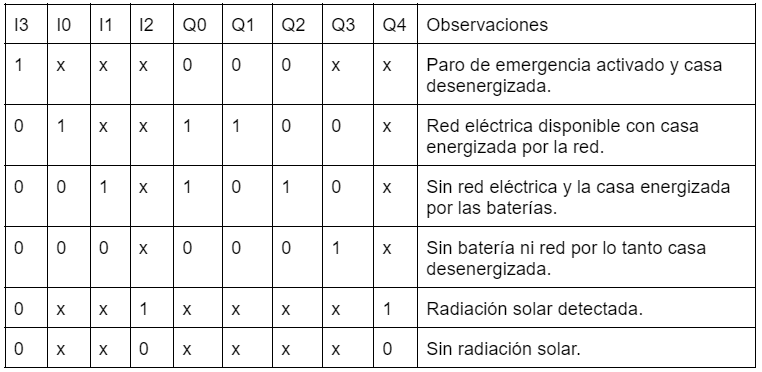 I3 I0 I1 I2 Q0 Q1 Q2 Q3 Q4 Observaciones
1 x x x 0 0 0 x x Paro de emergencia activado y casa
desenergizada.
0 1 x x 1 1 0 0 x Red eléctrica disponible con casa
energizada por la red.
0 0 1 x 1 0 1 0 x Sin red eléctrica y la casa energizada
por las baterías.
0 0 0 x 0 0 0 1 x Sin batería ni red por lo tanto casa
desenergizada.
0 x x 1 x x x x 1 Radiación solar detectada.
0 x x 0 x x x x 0 Sin radiación solar.